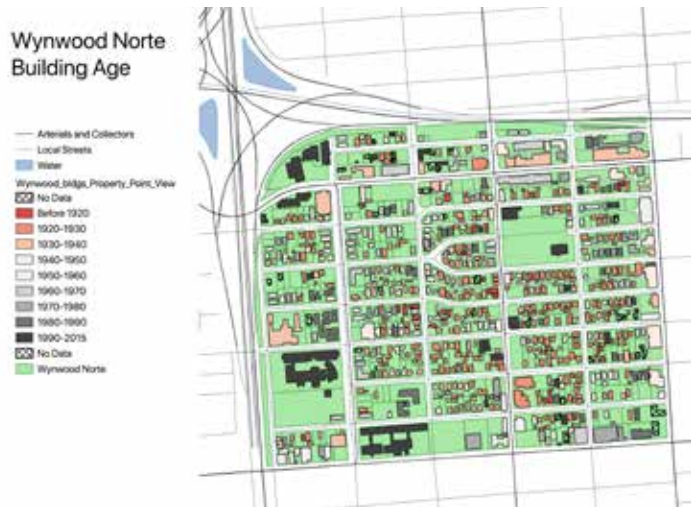 Wynwood Norte
Building Age
Arterials and Collectors
Local Streets
Water
Wynwood_bldgs_Property_Point_View
No Data
Before 1920
1920-1930
1930-1940
1940-1950
1950-1960
1960-1970
1970-1980
1980-1990
1990-2015
No Data
Wynwood Norte